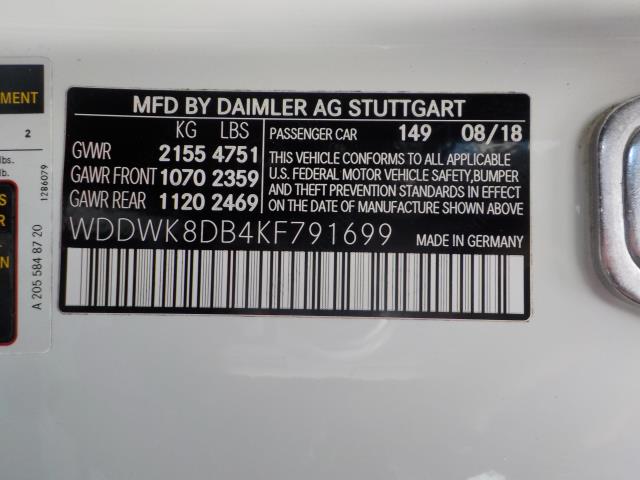 MFD BY DAIMLER AG STUTTGART
KG LBS
GVWR 2155 4751
GAWR FRONT 1070 2359
GAWR REAR 1120 2469
PASSENGER CAR 149 08/18
THIS VEHICLE CONFORMS TO ALL APPLICABLE
U.S. FEDERAL MOTOR VEHICLE SAFETY,BUMPER
AND THEFT PREVENTION STANDARDS IN EFFECT
ON THE DATE OF MANUFACTURE SHOWN ABOVE
WDDWK8DB4KF791699 MADE IN GERMANY
MENT
2
lbs.
lbs.
S
R
N
1286079
A 205 584 87 20